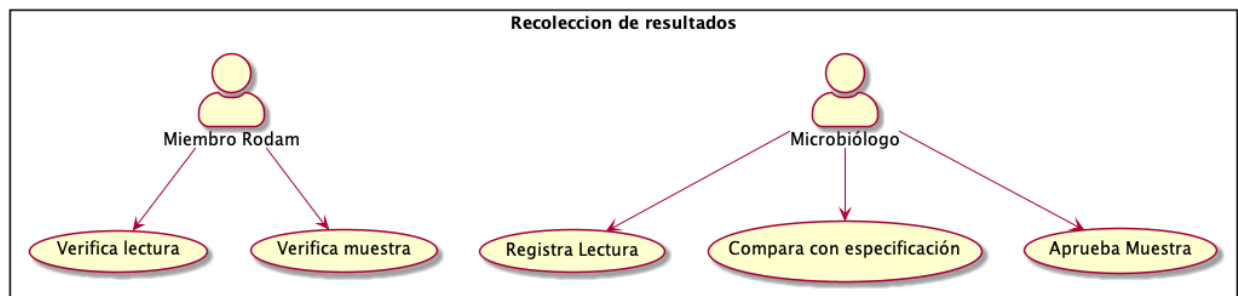 Recoleccion de resultados
Miembro Rodam
Microbiólogo
Verifica lectura
Verifica muestra
Registra Lectura
Compara con especificación
Aprueba Muestra